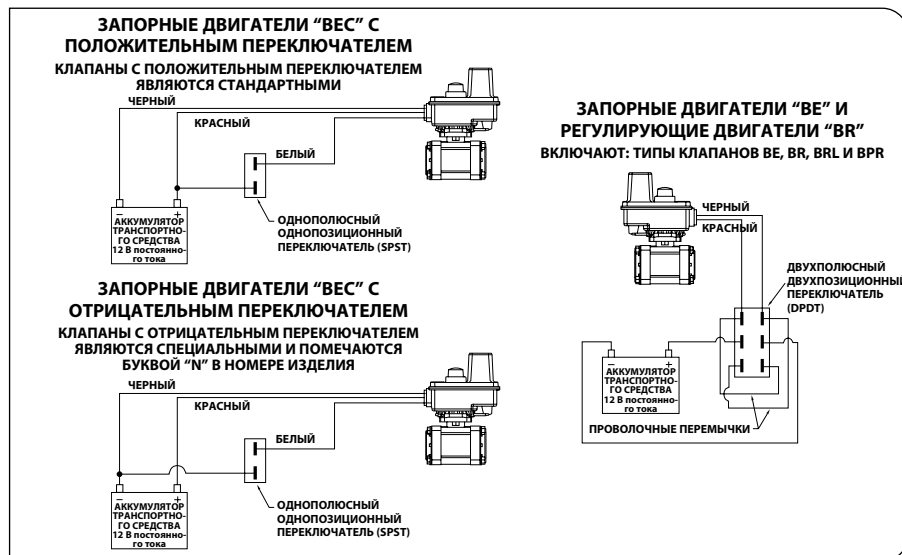 ЗАПОРНЫЕ ДВИГАТЕЛИ “BEC” С
ПОЛОЖИТЕЛЬНЫМ ПЕРЕКЛЮЧАТЕЛЕМ
КЛАПАНЫ С ПОЛОЖИТЕЛЬНЫМ ПЕРЕКЛЮЧАТЕЛЕМ
ЯВЛЯЮТСЯ СТАНДАРТНЫМИ
ЧЕРНЫЙ
КРАСНЫЙ
БЕЛЫЙ
– +
АККУМУЛЯТОР
ТРАНСПОРТНО-
ГО СРЕДСТВА
12 В постоянно-
го тока
ОДНОПОЛЮСНЫЙ
ОДНОПОЗИЦИОННЫЙ
ПЕРЕКЛЮЧАТЕЛЬ (SPST)
ЗАПОРНЫЕ ДВИГАТЕЛИ “BEC” С
ОТРИЦАТЕЛЬНЫМ ПЕРЕКЛЮЧАТЕЛЕМ
КЛАПАНЫ С ОТРИЦАТЕЛЬНЫМ ПЕРЕКЛЮЧАТЕЛЕМ
ЯВЛЯЮТСЯ СПЕЦИАЛЬНЫМИ И ПОМЕЧАЮТСЯ
БУКВОЙ “N” В НОМЕРЕ ИЗДЕЛИЯ
ЧЕРНЫЙ
КРАСНЫЙ
БЕЛЫЙ
– +
АККУМУЛЯТОР
ТРАНСПОРТНО-
ГО СРЕДСТВА
12 В постоянно-
го тока
ОДНОПОЛЮСНЫЙ
ОДНОПОЗИЦИОННЫЙ
ПЕРЕКЛЮЧАТЕЛЬ (SPST)
ЗАПОРНЫЕ ДВИГАТЕЛИ “BE” И
РЕГУЛИРУЮЩИЕ ДВИГАТЕЛИ “BR”
ВКЛЮЧАЮТ: ТИПЫ КЛАПАНОВ BE, BR, BRL И BPR
ЧЕРНЫЙ
КРАСНЫЙ
ДВУХПОЛЮСНЫЙ
ДВУХПОЗИЦИОННЫЙ
ПЕРЕКЛЮЧАТЕЛЬ
(DPDT)
– +
АККУМУЛЯТОР
ТРАНСПОРТНО-
ГО СРЕДСТВА
12 В постоянно-
го тока
ПРОВОЛОЧНЫЕ ПЕРЕМЫЧКИ